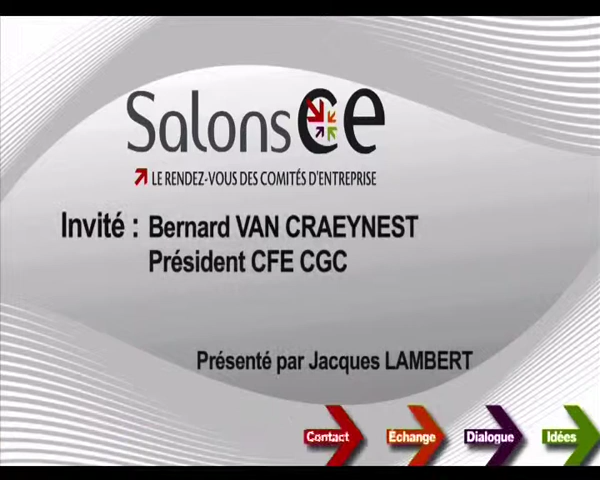 Salonsce
LE RENDEZ-VOUS DES COMITÉS D'ENTREPRISE
Invité : Bernard VAN CRAEYNEST
Président CFE CGC
Présenté par Jacques LAMBERT
Contact Échange Dialogue Idées